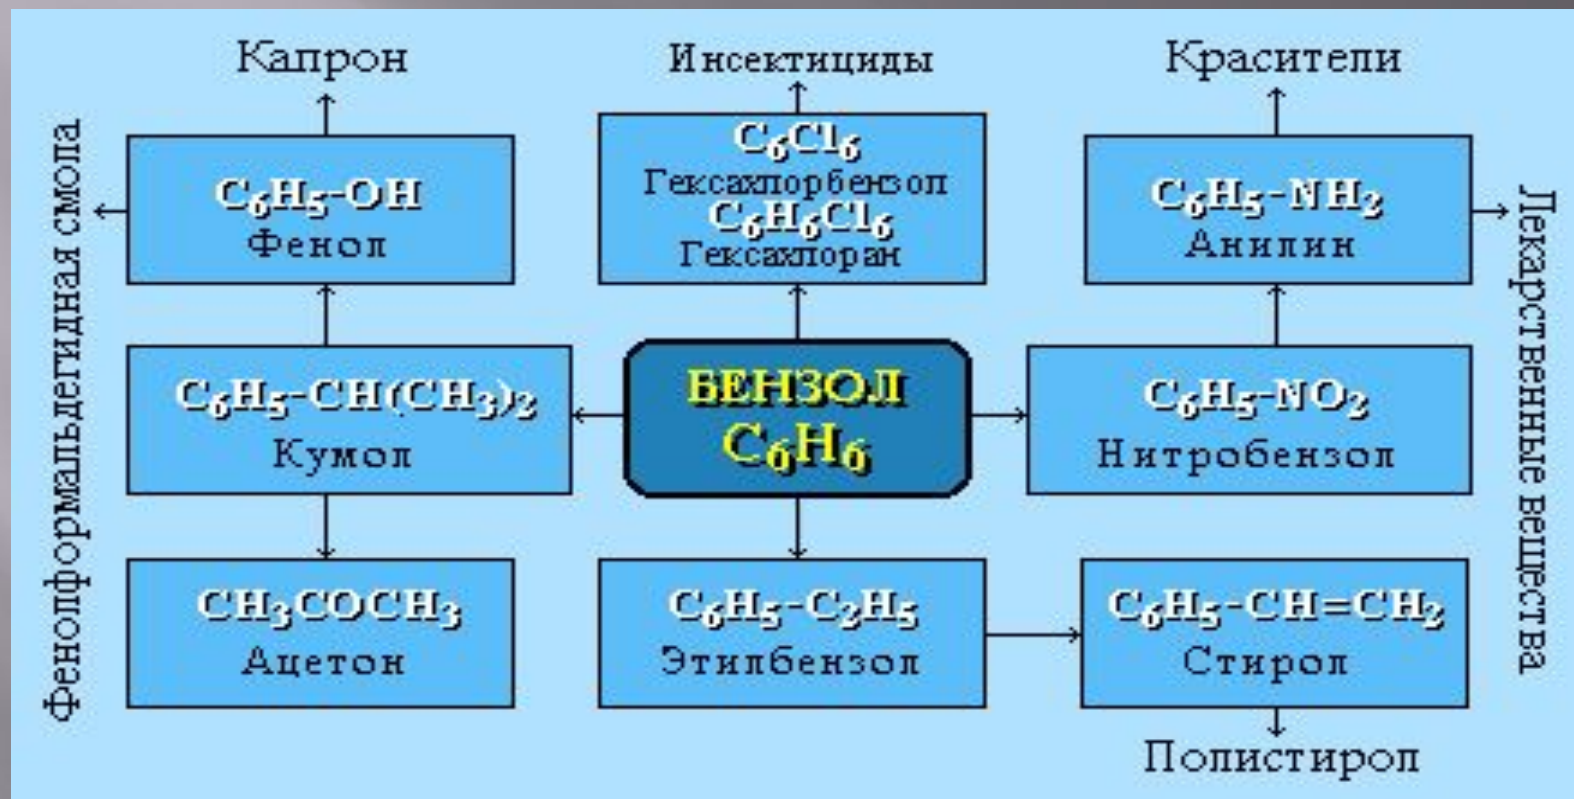 Капрон
Инсектициды
Красители
Фенолформальдегидная смола
C₆H₅-OH
Фенол
C₆Cl₆
Гексахлорбензол
C₆H₆Cl₆
Гексахлоран
C₆H₅-NH₂
Анилин
Лекарственные вещества
C₆H₅-CH(CH₃)₂
Кумол
БЕНЗОЛ
C₆H₆
C₆H₅-NO₂
Нитробензол
CH₃COCH₃
Ацетон
C₆H₅-C₂H₅
Этилбензол
C₆H₅-CH=CH₂
Стирол
Полистирол